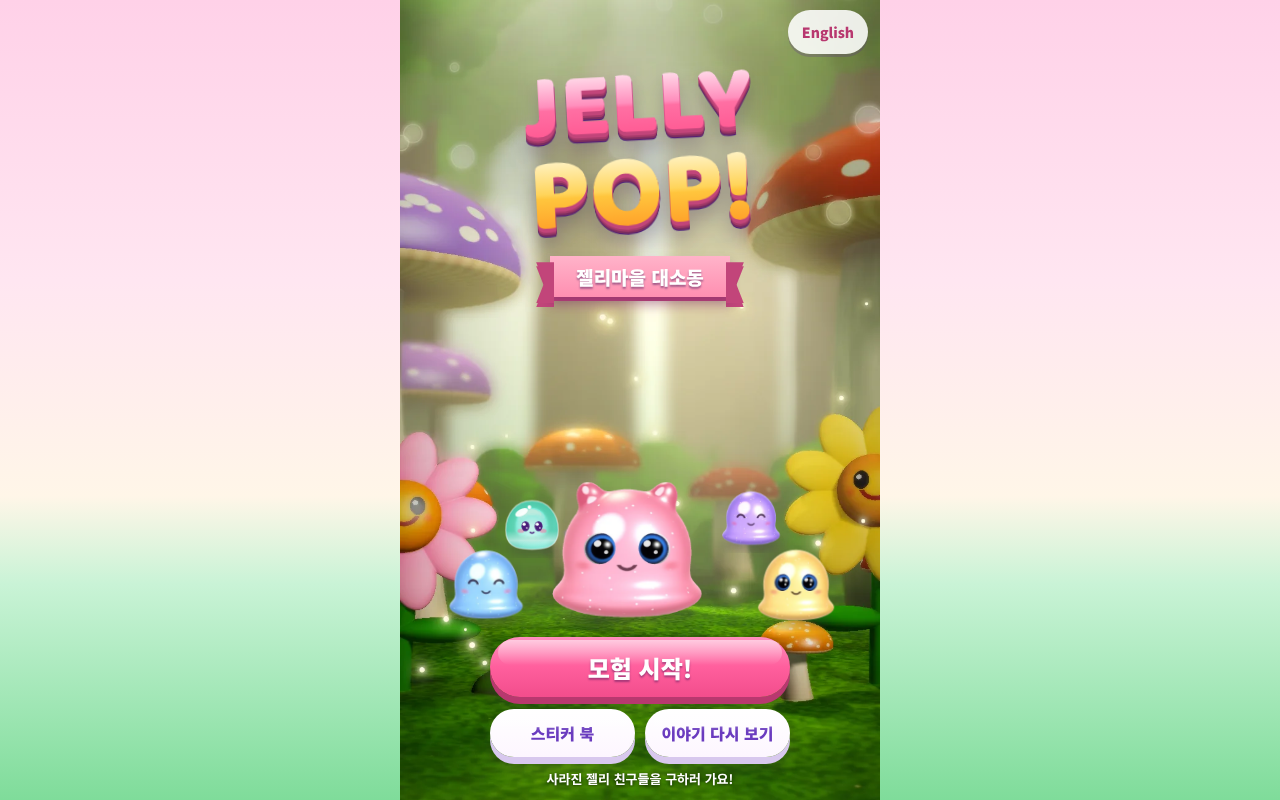 English
JELLY
POP!
젤리마을 대소동
모험 시작!
스티커 북
이야기 다시 보기
사라진 젤리 친구들을 구하러 가요!